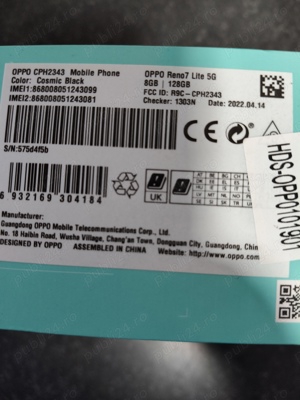 OPPO CPH2343 Mobile Phone
Color: Cosmic Black
IMEI1:868008051243099
IMEI2:868008051243081
OPPO Reno7 Lite 5G
8GB | 128GB
FCC ID: R9C-CPH2343
Checker: 1303N Date: 2022.04.14
S/N:575d4f5b
6 932169 304184
UK
HDS-OPP010190
Manufacturer:
Guangdong OPPO Mobile Telecommunications Corp., Ltd.
No. 18 Haibin Road, Wusha Village, Chang'an Town, Dongguan City, Guangdong, China
DESIGNED BY OPPO ASSEMBLED IN CHINA Website: http://www.oppo.com